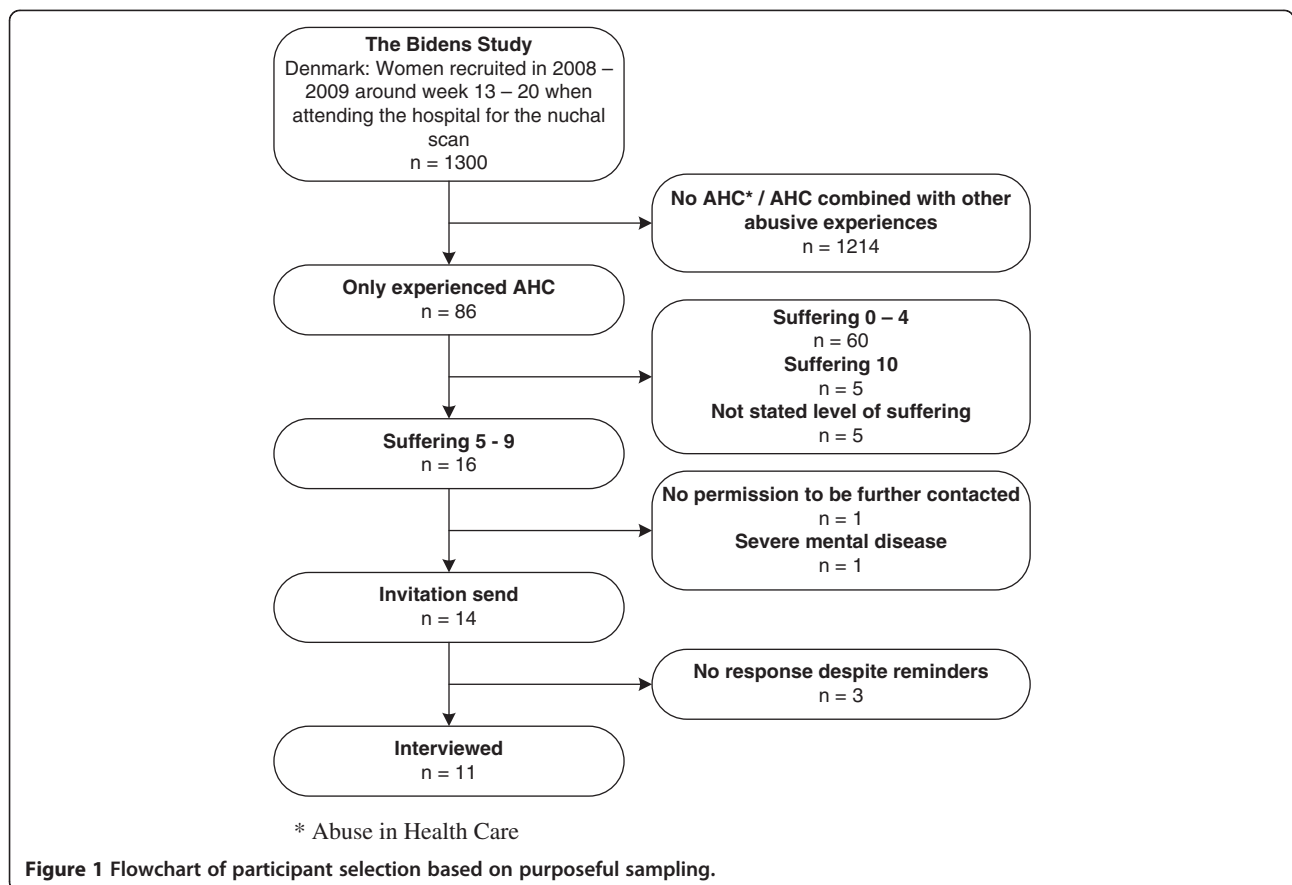 The Bidens Study
Denmark: Women recruited in 2008 –
2009 around week 13 – 20 when
attending the hospital for the nuchal
scan
n = 1300
No AHC* / AHC combined with other
abusive experiences
n = 1214
Only experienced AHC
n = 86
Suffering 0 – 4
n = 60
Suffering 10
n = 5
Not stated level of suffering
n = 5
Suffering 5 - 9
n = 16
No permission to be further contacted
n = 1
Severe mental disease
n = 1
Invitation send
n = 14
No response despite reminders
n = 3
Interviewed
n = 11
* Abuse in Health Care
Figure 1 Flowchart of participant selection based on purposeful sampling.